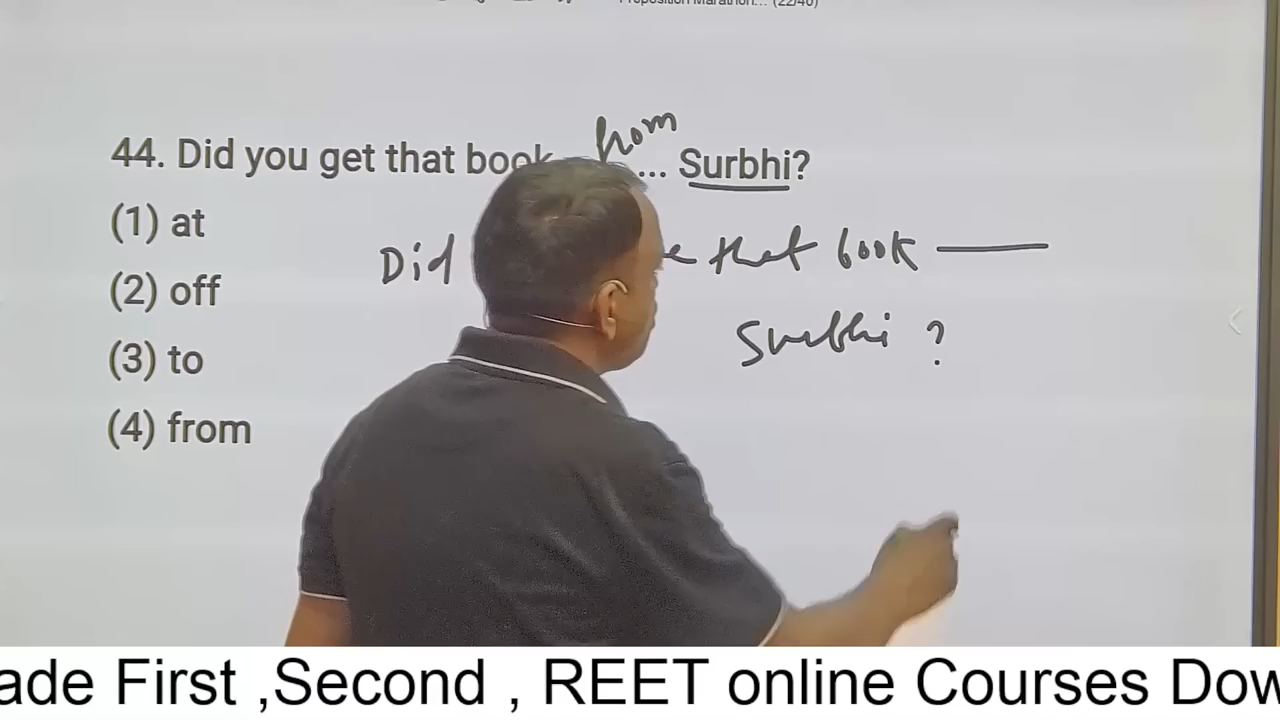 Preposition Marathon... (22/40)
from
44. Did you get that book ... Surbhi?
(1) at
Did that book ———
(2) off
Surbhi ?
(3) to
(4) from
ade First ,Second , REET online Courses Dow